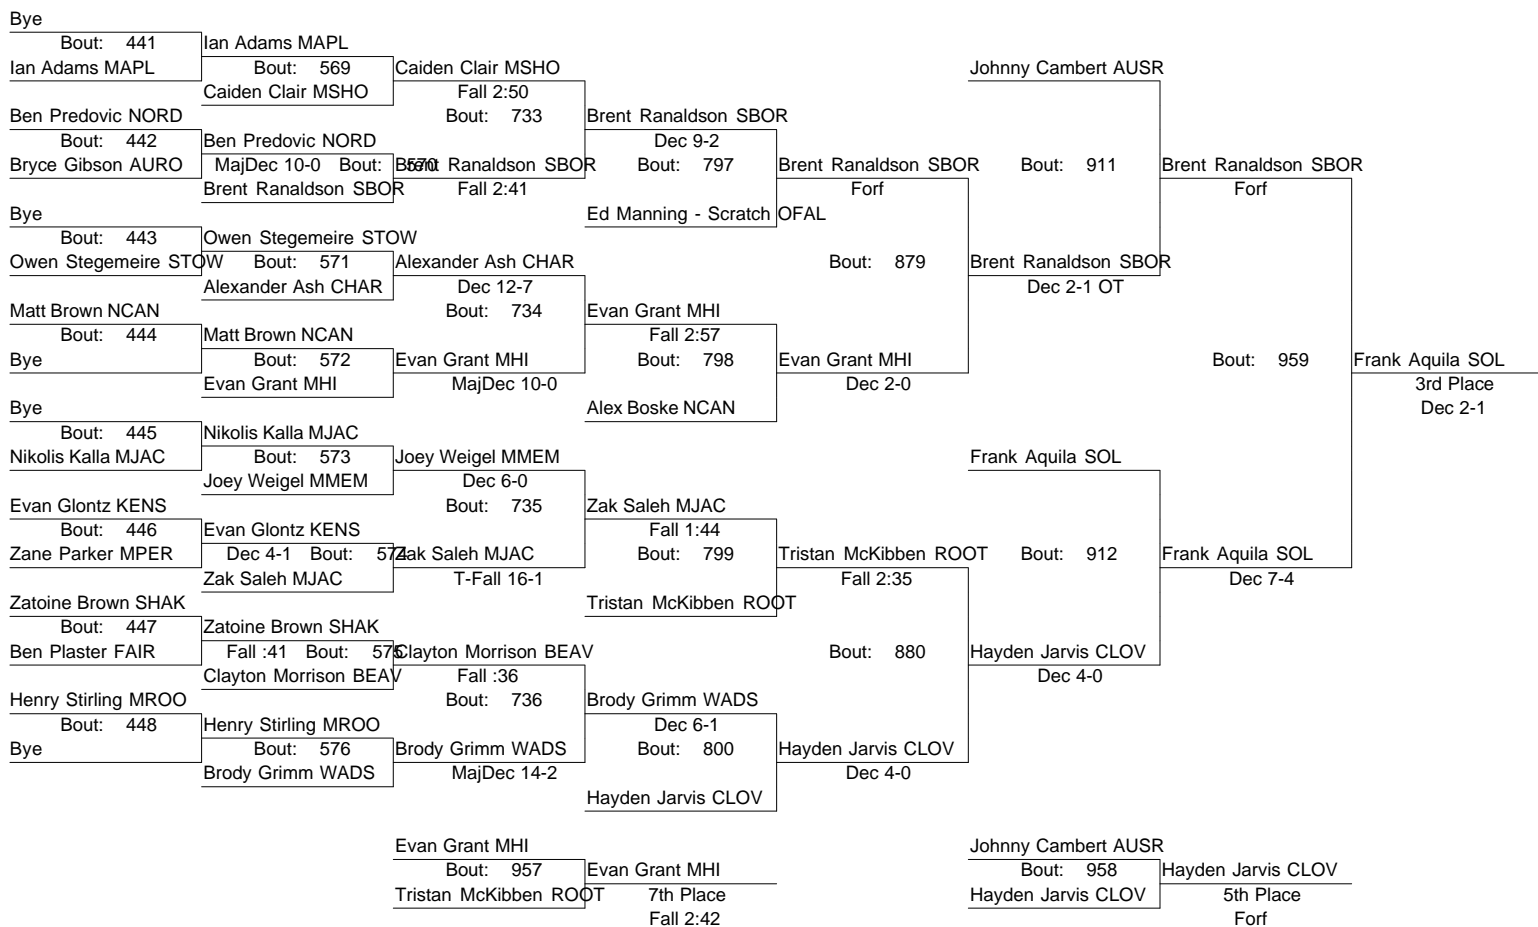 Bye
Bout: 441 Ian Adams MAPL
Ian Adams MAPL Bout: 569 Caiden Clair MSHO Johnny Cambert AUSR
Caiden Clair MSHO Fall 2:50
Ben Predovic NORD Bout: 733 Brent Ranaldson SBOR
Bout: 442 Ben Predovic NORD Dec 9-2
Bryce Gibson AURO MajDec 10-0 Bout: 570 Brent Ranaldson SBOR Bout: 797 Brent Ranaldson SBOR Bout: 911 Brent Ranaldson SBOR
Brent Ranaldson SBOR Fall 2:41 Forf Forf
Bye Ed Manning - Scratch OFAL
Bout: 443 Owen Stegemeire STOW
Owen Stegemeire STOW Bout: 571 Alexander Ash CHAR Bout: 879 Brent Ranaldson SBOR
Alexander Ash CHAR Dec 12-7 Dec 2-1 OT
Matt Brown NCAN Bout: 734 Evan Grant MHI
Bout: 444 Matt Brown NCAN Fall 2:57
Bye Bout: 572 Evan Grant MHI Bout: 798 Evan Grant MHI Bout: 959 Frank Aquila SOL
Evan Grant MHI MajDec 10-0 Dec 2-0 3rd Place
Bye Alex Boske NCAN Dec 2-1
Bout: 445 Nikolis Kalla MJAC
Nikolis Kalla MJAC Bout: 573 Joey Weigel MMEM Frank Aquila SOL
Joey Weigel MMEM Dec 6-0
Evan Glontz KENS Bout: 735 Zak Saleh MJAC
Bout: 446 Evan Glontz KENS Fall 1:44
Zane Parker MPER Dec 4-1 Bout: 574 Zak Saleh MJAC Bout: 799 Tristan McKibben ROOT Bout: 912 Frank Aquila SOL
Zak Saleh MJAC T-Fall 16-1 Fall 2:35 Dec 7-4
Zatoine Brown SHAK Tristan McKibben ROOT
Bout: 447 Zatoine Brown SHAK
Ben Plaster FAIR Fall :41 Bout: 575 Clayton Morrison BEAV Bout: 880 Hayden Jarvis CLOV
Clayton Morrison BEAV Fall :36 Dec 4-0
Henry Stirling MROO Bout: 736 Brody Grimm WADS
Bout: 448 Henry Stirling MROO Dec 6-1
Bye Bout: 576 Brody Grimm WADS Bout: 800 Hayden Jarvis CLOV
Brody Grimm WADS MajDec 14-2 Dec 4-0
Hayden Jarvis CLOV
Evan Grant MHI Johnny Cambert AUSR
Bout: 957 Evan Grant MHI Bout: 958 Hayden Jarvis CLOV
Tristan McKibben ROOT 7th Place Hayden Jarvis CLOV 5th Place
Fall 2:42 Forf